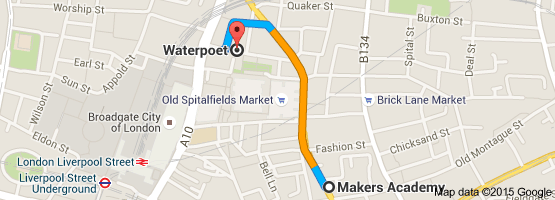 Worship St
Quaker St
Buxton St
Waterpoet
Earl St
Appold St
Sun St
Wilson St
B134
Spital St
Deal St
Old Spitalfields Market
Brick Lane Market
Broadgate City
of London
A10
Eldon St
Fashion St
Chicksand St
Old Montague St
London Liverpool Street
Liverpool Street
Underground
Bell Ln
Makers Academy
Map data ©2015 Google